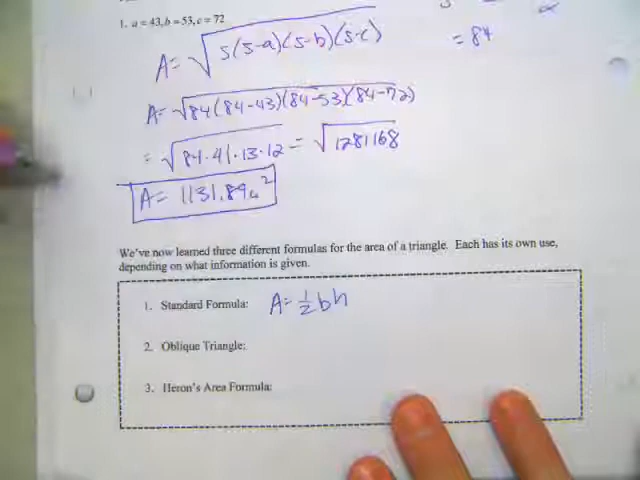 1. a = 43, b = 53, c = 72
A = √s(s-a)(s-b)(s-c)
= 84
A = √84(84-43)(84-53)(84-72)
= √84·41·13·12 = √1281168
A = 1131.89u²
We've now learned three different formulas for the area of a triangle. Each has its own use,
depending on what information is given.
1. Standard Formula: A = ½bh
2. Oblique Triangle:
3. Heron's Area Formula: